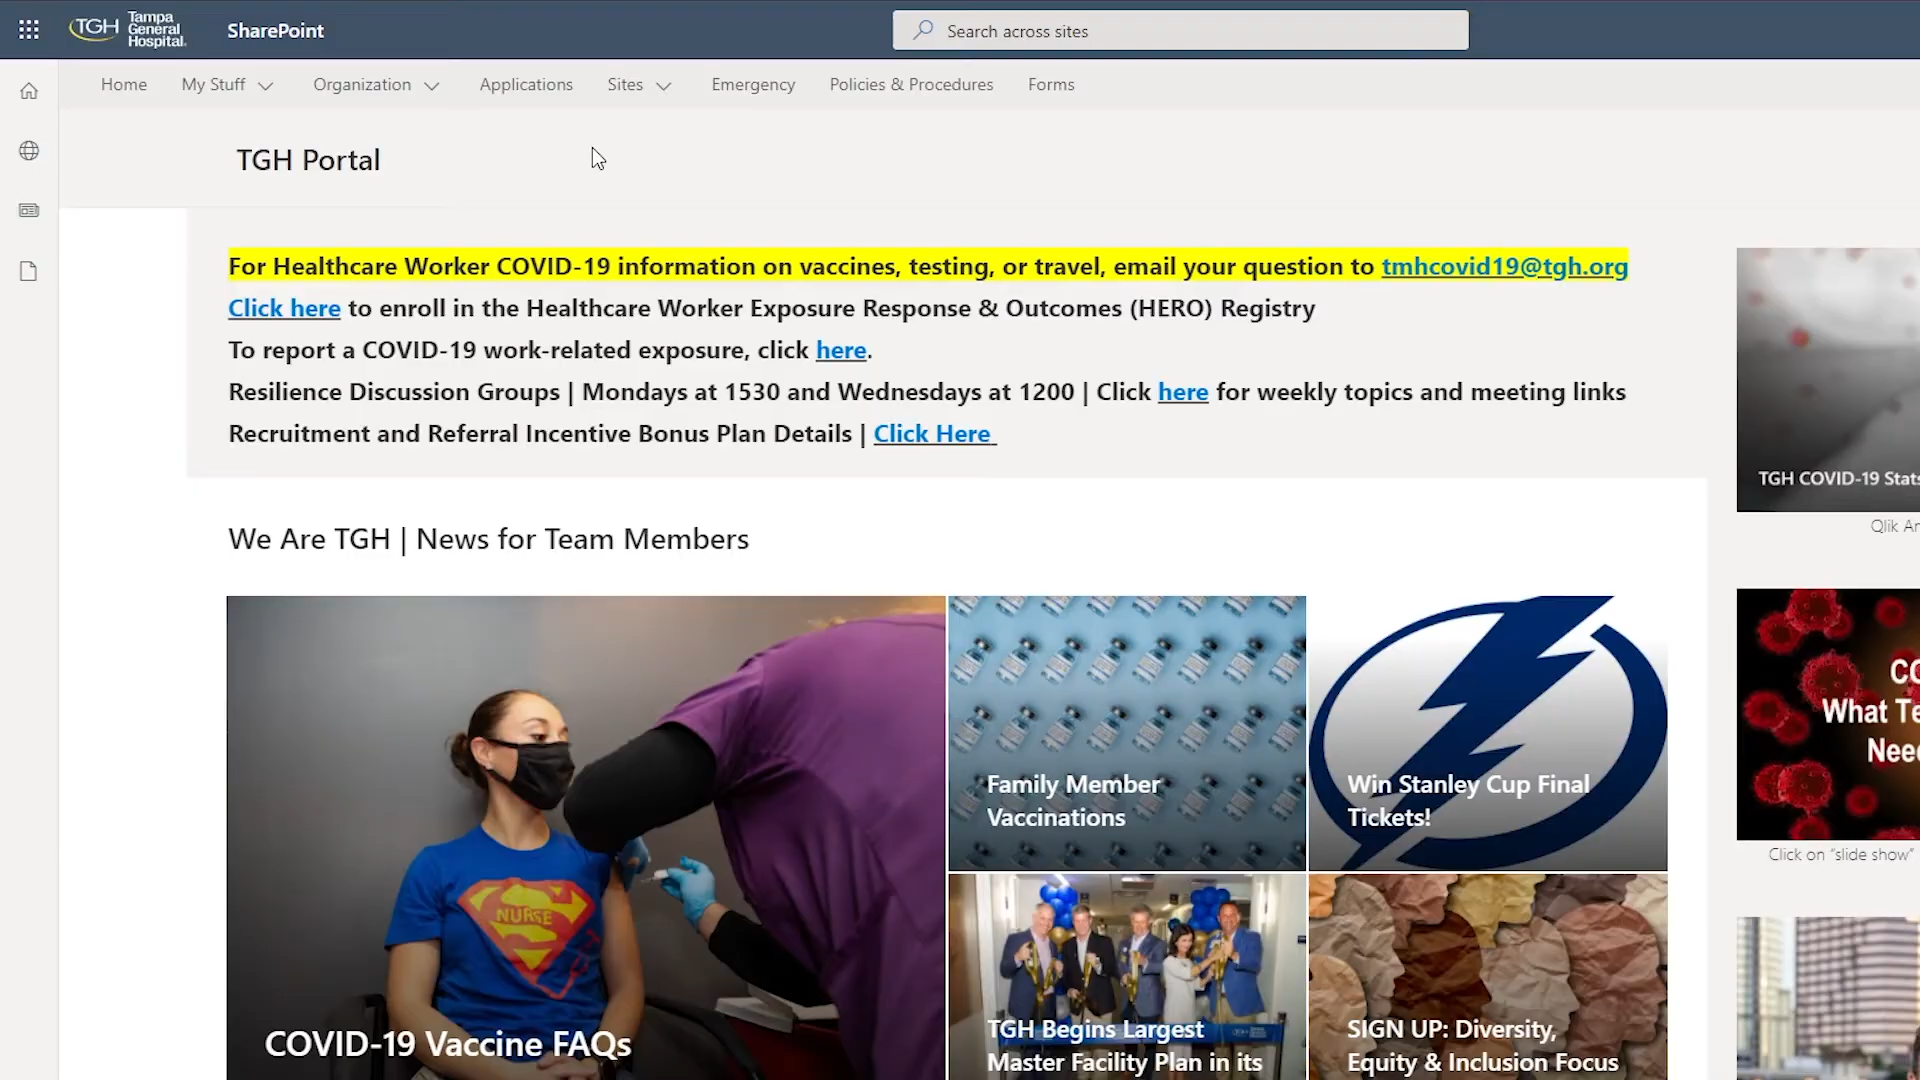 TGH Tampa General Hospital.
SharePoint
Search across sites
Home
My Stuff
Organization
Applications
Sites
Emergency
Policies & Procedures
Forms
TGH Portal
For Healthcare Worker COVID-19 information on vaccines, testing, or travel, email your question to tmhcovid19@tgh.org
Click here to enroll in the Healthcare Worker Exposure Response & Outcomes (HERO) Registry
To report a COVID-19 work-related exposure, click here.
Resilience Discussion Groups | Mondays at 1530 and Wednesdays at 1200 | Click here for weekly topics and meeting links
Recruitment and Referral Incentive Bonus Plan Details | Click Here
TGH COVID-19 Stats
Qlik
We Are TGH | News for Team Members
NURSE
COVID-19 Vaccine FAQs
Family Member
Vaccinations
Win Stanley Cup Final
Tickets!
TGH Begins Largest
Master Facility Plan in its
SIGN UP: Diversity,
Equity & Inclusion Focus
What
Click on "slide show"